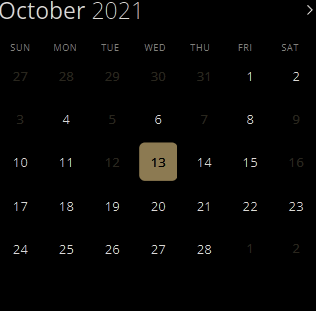 October 2021 >
SUN MON TUE WED THU FRI SAT
27 28 29 30 31 1 2
3 4 5 6 7 8 9
10 11 12 13 14 15 16
17 18 19 20 21 22 23
24 25 26 27 28 1 2